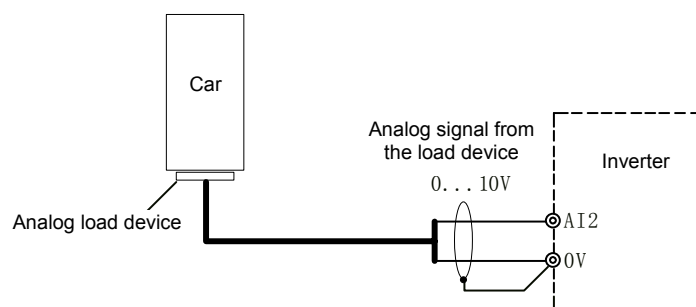 Car
Analog load device
Analog signal from
the load device
0...10V
Inverter
AI2
0V